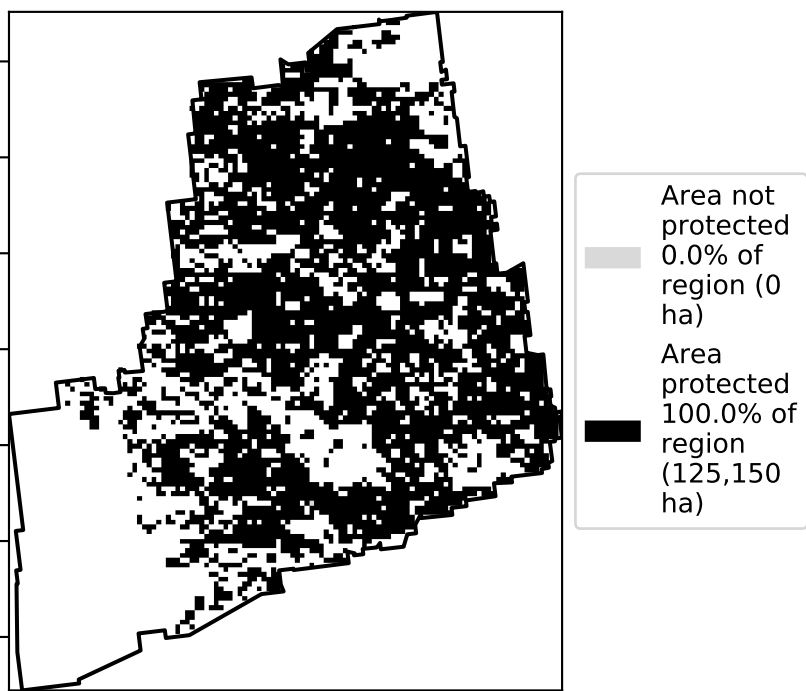 Area not
protected
0.0% of
region (0
ha)
Area
protected
100.0% of
region
(125,150
ha)